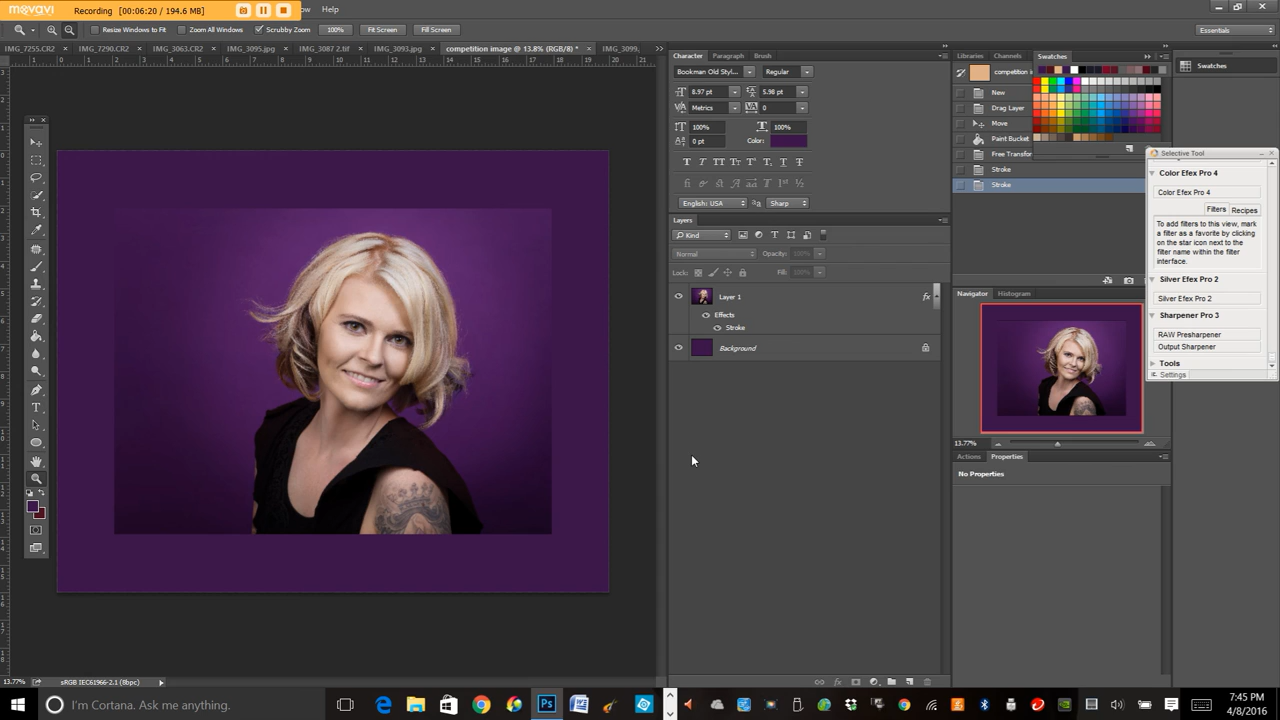 movavi Recording [00:06:20 / 194.6 MB] ow Help
Resize Windows to Fit Zoom All Windows Scrubby Zoom 100% Fit Screen Fill Screen Essentials
IMG_7255.CR2 IMG_7290.CR2 IMG_3063.CR2 IMG_3095.jpg IMG_3087 2.tif IMG_3093.jpg competition image @ 13.8% (RGB/8) * IMG_3099,
Character Paragraph Brush
Bookman Old Styl... Regular
8.97 pt 5.98 pt
Metrics 0
100% 100%
0 pt Color:
English: USA Sharp
Layers
Kind
Normal Opacity: 100%
Lock: Fill: 100%
Layer 1 fx
Effects
Stroke
Background
Libraries Channels Swatches
competition i
New
Drag Layer
Move
Paint Bucket
Free Transfor
Stroke
Stroke
Swatches
Selective Tool
Color Efex Pro 4
Color Efex Pro 4
Filters Recipes
To add filters to this view, mark
a filter as a favorite by clicking
on the star icon next to the
filter name within the filter
interface.
Silver Efex Pro 2
Silver Efex Pro 2
Sharpener Pro 3
RAW Presharpener
Output Sharpener
Tools
Settings
Navigator Histogram
13.77%
Actions Properties
No Properties
13.77% sRGB IEC61966-2.1 (8bpc)
I'm Cortana. Ask me anything.
7:45 PM
4/8/2016